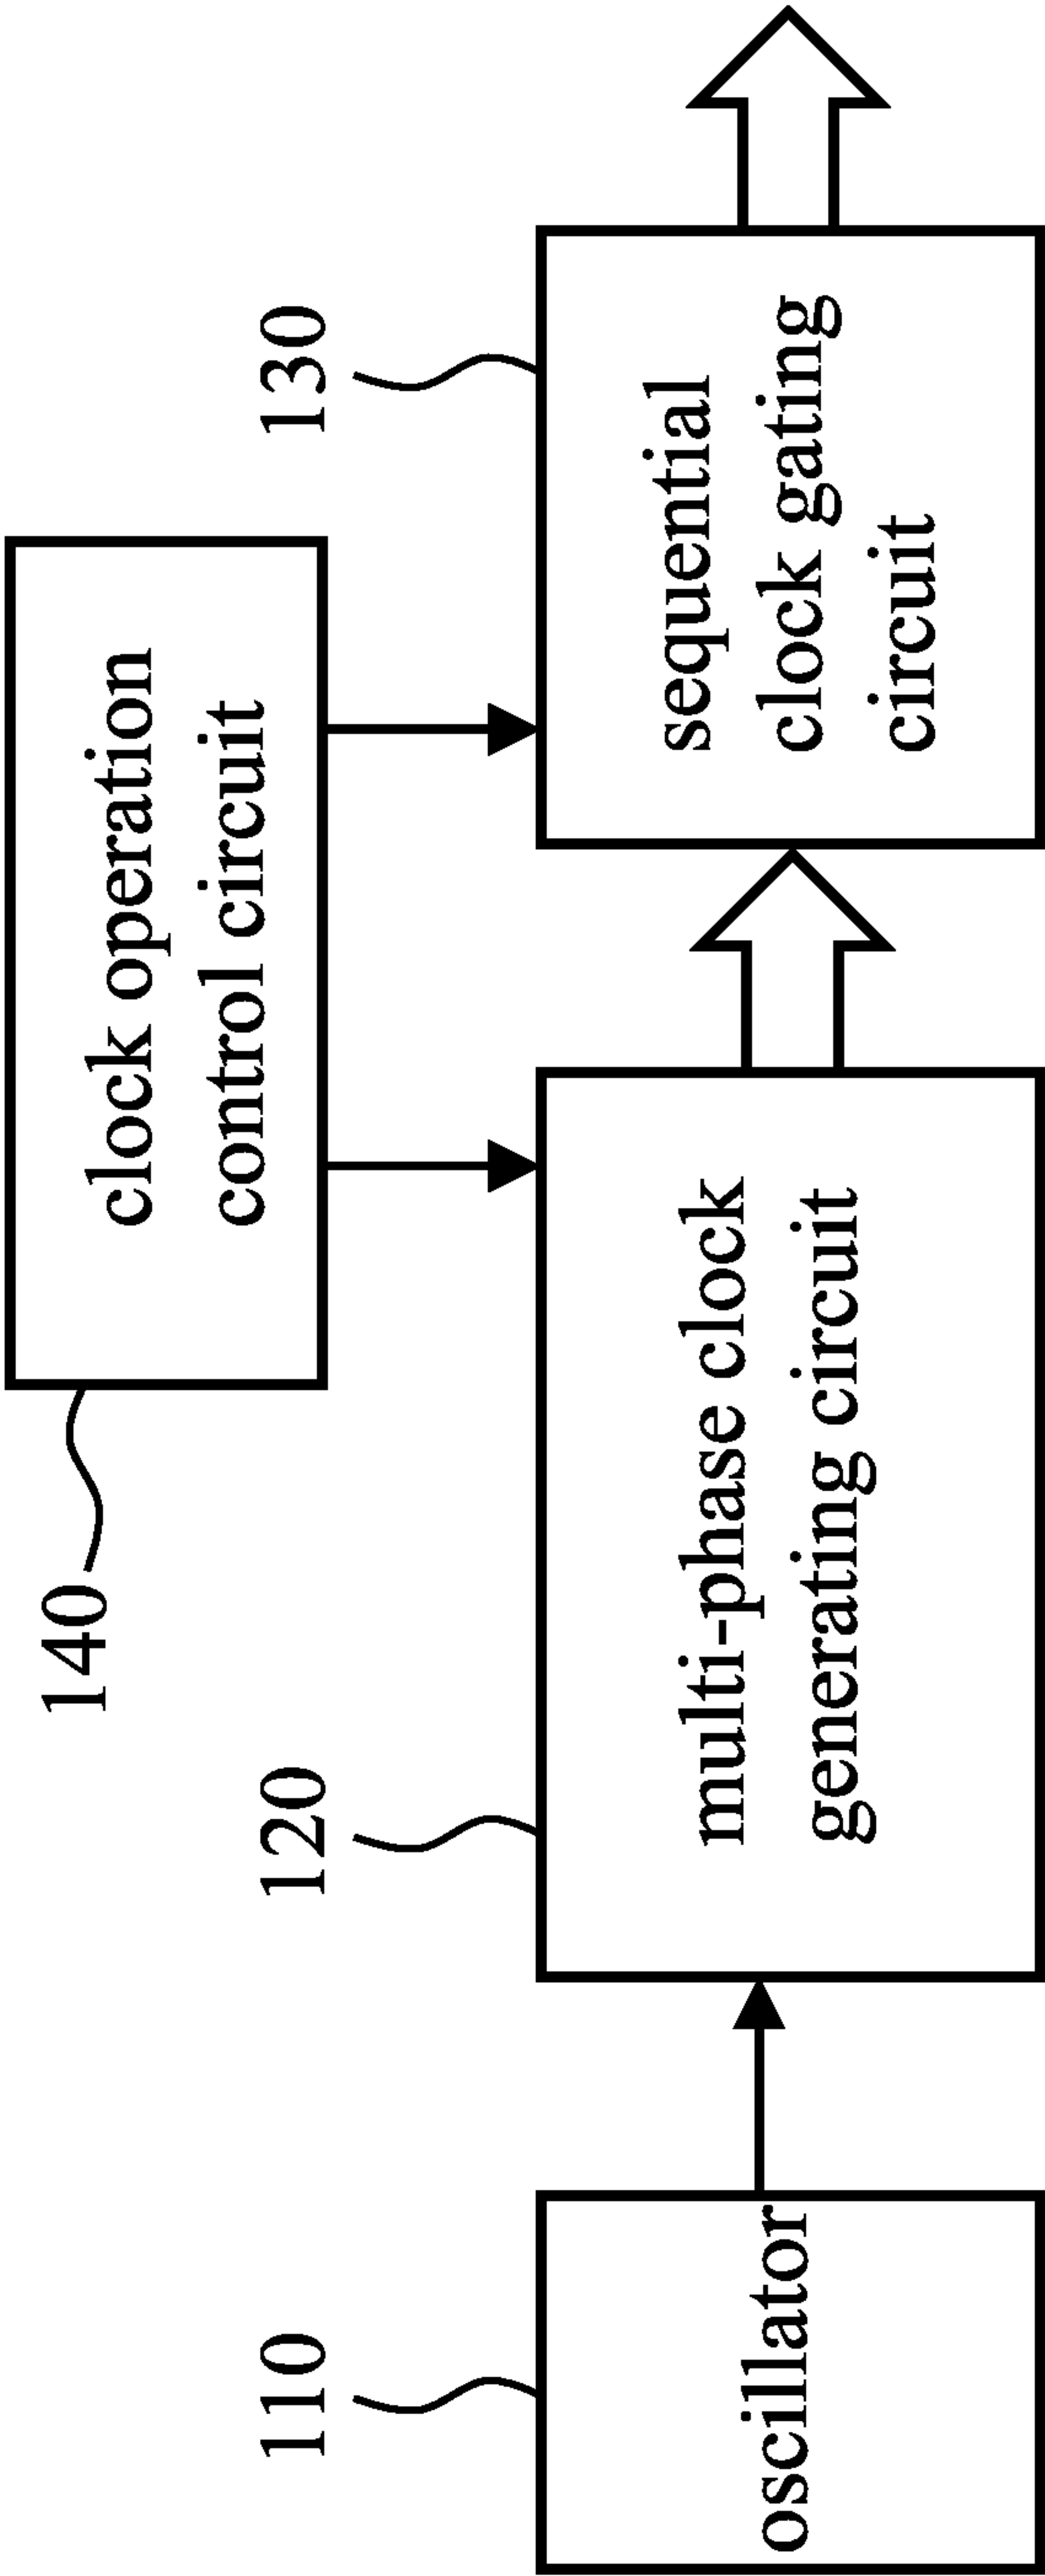 140
clock operation
control circuit
110
120
130
oscillator
multi-phase clock
generating circuit
sequential
clock gating
circuit